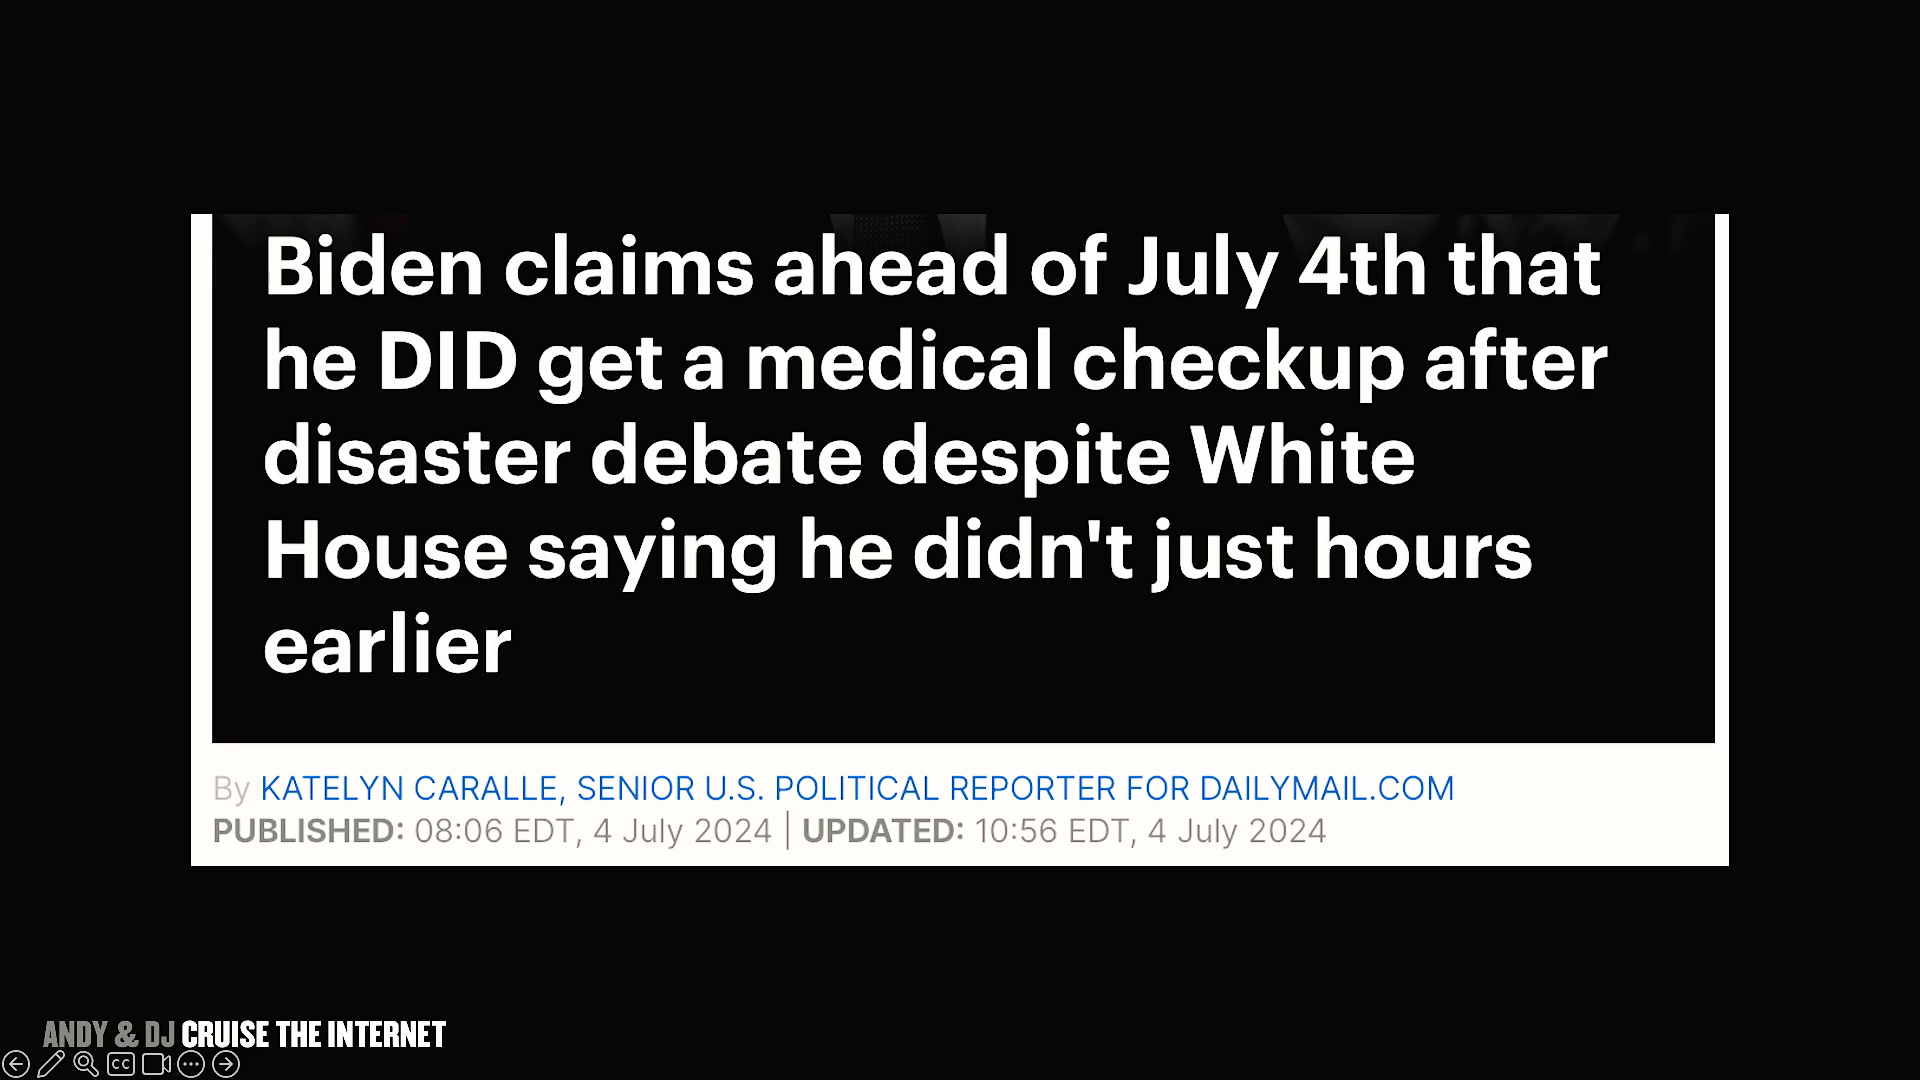 Biden claims ahead of July 4th that
he DID get a medical checkup after
disaster debate despite White
House saying he didn't just hours
earlier
By KATELYN CARALLE, SENIOR U.S. POLITICAL REPORTER FOR DAILYMAIL.COM
PUBLISHED: 08:06 EDT, 4 July 2024 | UPDATED: 10:56 EDT, 4 July 2024
ANDY & DJ CRUISE THE INTERNET
CC